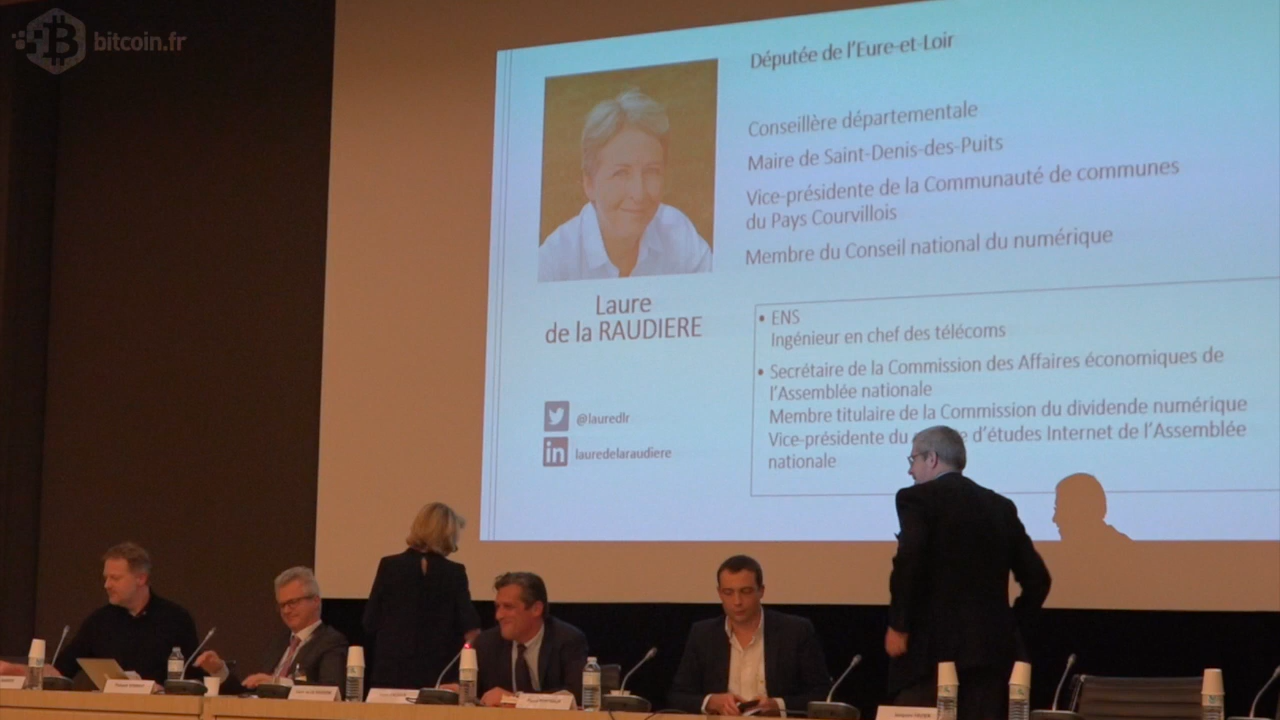 bitcoin.fr
Députée de l'Eure-et-Loir
Conseillère départementale
Maire de Saint-Denis-des-Puits
Vice-présidente de la Communauté de communes
du Pays Courvillois
Membre du Conseil national du numérique
Laure
de la RAUDIERE
@lauredlr
in
lauredelaraudiere
• ENS
Ingénieur en chef des télécoms
• Secrétaire de la Commission des Affaires économiques de
l'Assemblée nationale
Membre titulaire de la Commission du dividende numérique
Vice-présidente du d'études Internet de l'Assemblée
nationale